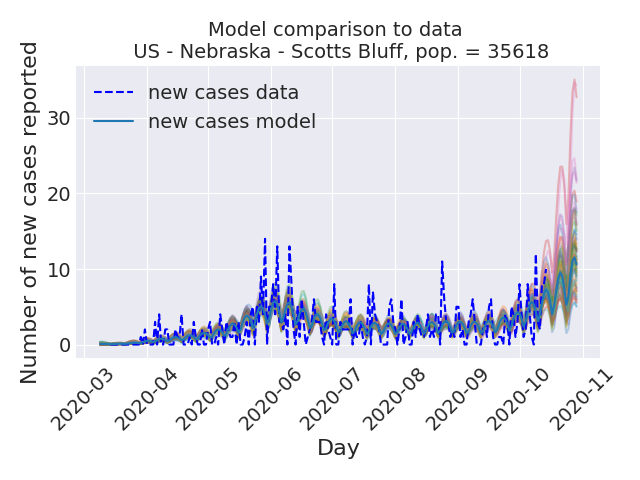 Model comparison to data
US - Nebraska - Scotts Bluff, pop. = 35618
Number of new cases reported
new cases data
new cases model
30
20
10
0
2020-03
2020-04
2020-05
2020-06
2020-07
2020-08
2020-09
2020-10
2020-11
Day